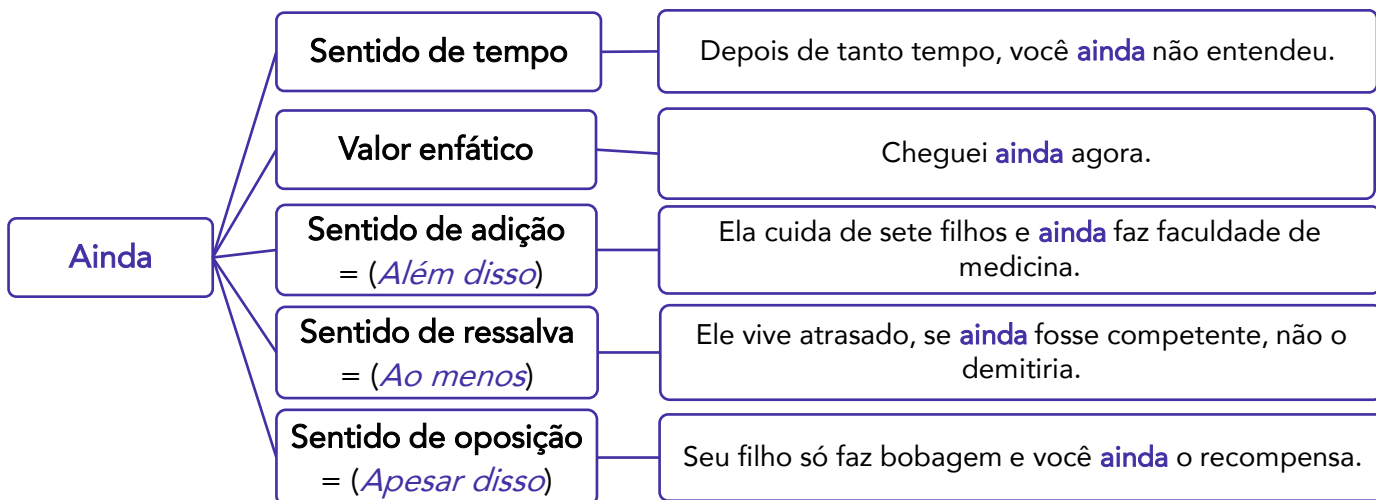 Ainda
Sentido de tempo
Depois de tanto tempo, você ainda não entendeu.
Valor enfático
Cheguei ainda agora.
Sentido de adição
= (Além disso)
Ela cuida de sete filhos e ainda faz faculdade de
medicina.
Sentido de ressalva
= (Ao menos)
Ele vive atrasado, se ainda fosse competente, não o
demitiria.
Sentido de oposição
= (Apesar disso)
Seu filho só faz bobagem e você ainda o recompensa.